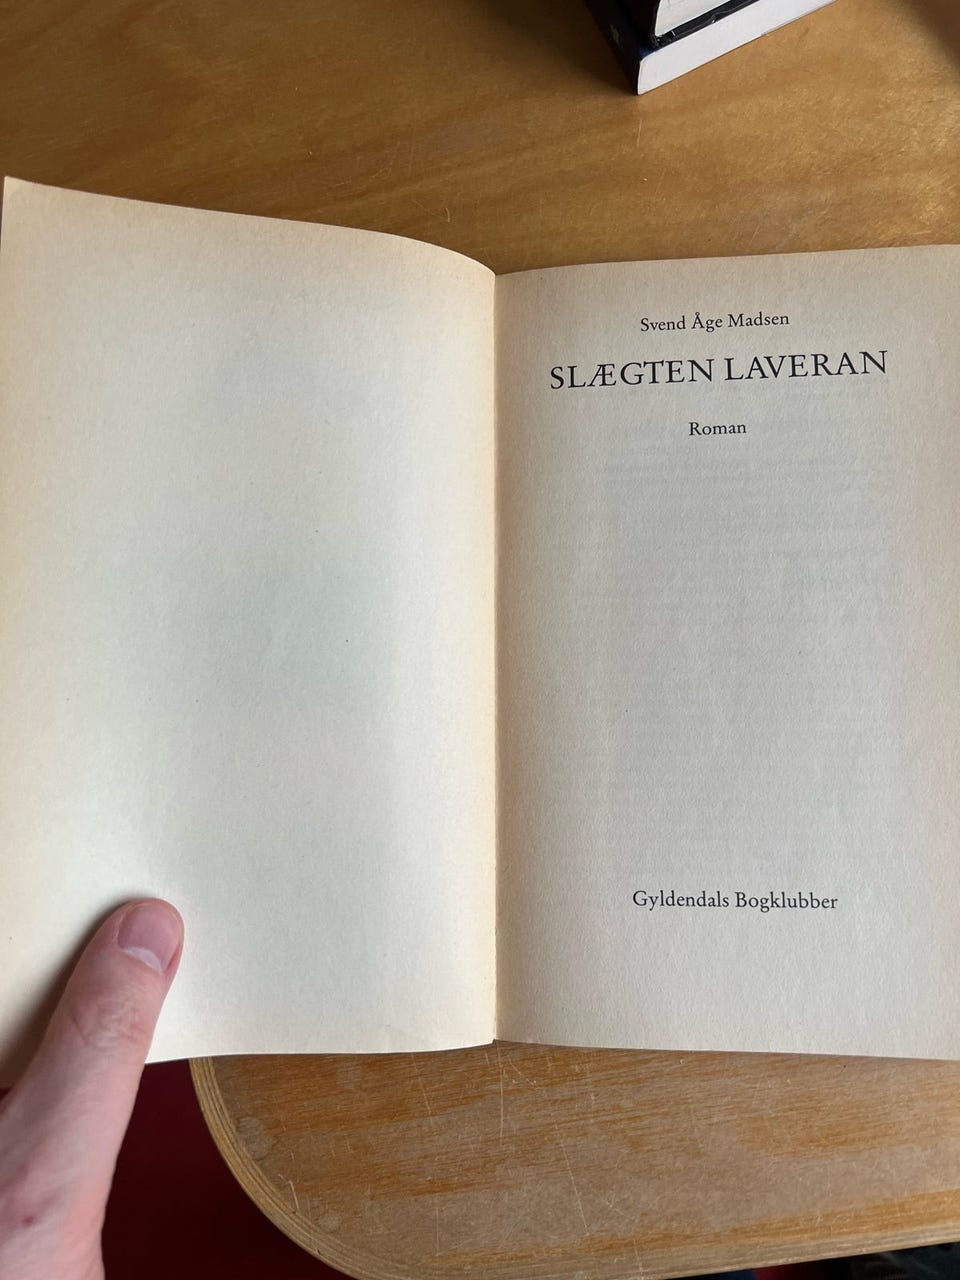 Svend Åge Madsen
SLÆGTEN LAVERAN
Roman
Gyldendals Bogklubber